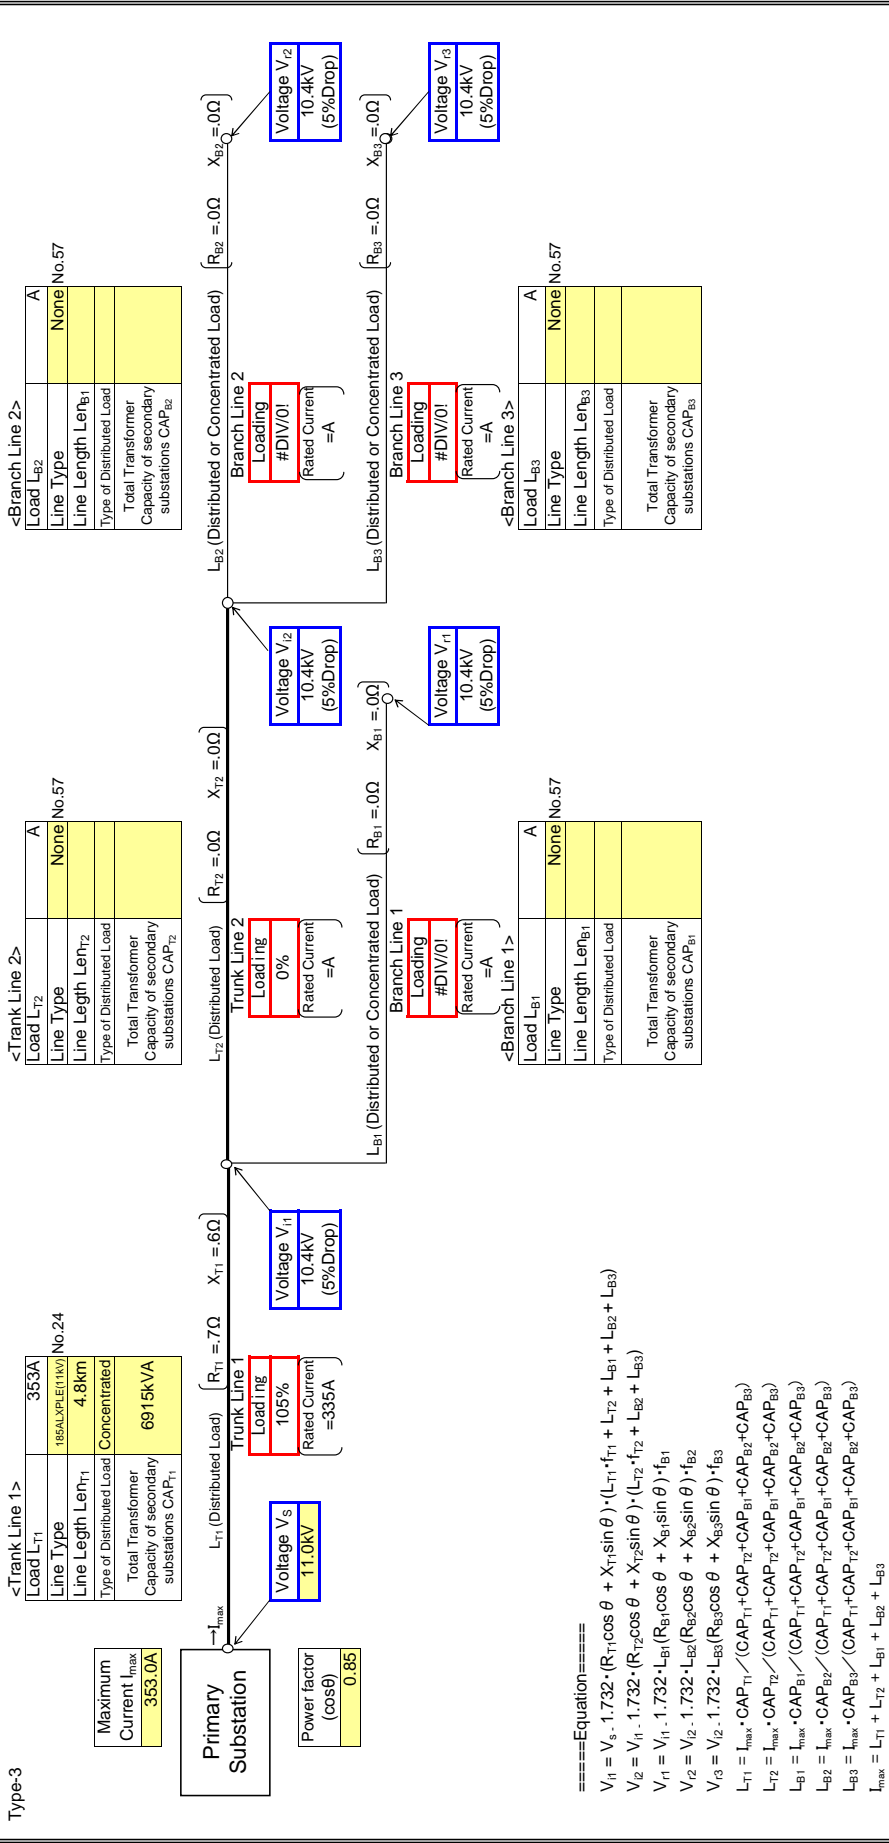 Type-3
Maximum
Current Imax
353.0A
Primary
Substation
Power factor
(cosθ)
0.85
→Imax
Voltage VS
11.0kV
<Trank Line 1>
Load LT1 353A
Line Type 185ALXPLE(11kV) No.24
Line Legth LenT1 4.8km
Type of Distributed Load Concentrated
Total Transformer
Capacity of secondary
substations CAPT1
6915kVA
LT1 (Distributed Load) RT1 =.7Ω XT1 =.6Ω
Trunk Line 1
Loading
105%
Rated Current
=335A
Voltage Vi1
10.4kV
(5%Drop)
<Trank Line 2>
Load LT2 A
Line Type None No.57
Line Legth LenT2
Type of Distributed Load
Total Transformer
Capacity of secondary
substations CAPT2
LT2 (Distributed Load) RT2 =.0Ω XT2 =.0Ω
Trunk Line 2
Loading
0%
Rated Current
=A
Voltage Vi2
10.4kV
(5%Drop)
LB1 (Distributed or Concentrated Load) RB1 =.0Ω XB1 =.0Ω
Branch Line 1
Loading
#DIV/0!
Rated Current
=A
Voltage Vr1
10.4kV
(5%Drop)
<Branch Line 1>
Load LB1 A
Line Type None No.57
Line Length LenB1
Type of Distributed Load
Total Transformer
Capacity of secondary
substations CAPB1
<Branch Line 2>
Load LB2 A
Line Type None No.57
Line Length LenB1
Type of Distributed Load
Total Transformer
Capacity of secondary
substations CAPB2
LB2 (Distributed or Concentrated Load) RB2 =.0Ω XB2 =.0Ω
Branch Line 2
Loading
#DIV/0!
Rated Current
=A
Voltage Vr2
10.4kV
(5%Drop)
LB3 (Distributed or Concentrated Load) RB3 =.0Ω XB3 =.0Ω
Branch Line 3
Loading
#DIV/0!
Rated Current
=A
Voltage Vr3
10.4kV
(5%Drop)
<Branch Line 3>
Load LB3 A
Line Type None No.57
Line Length LenB3
Type of Distributed Load
Total Transformer
Capacity of secondary
substations CAPB3
=====Equation=====
Vi1 = Vs - 1.732・(RT1cosθ + XT1sinθ)・(LT1・fT1 + LT2 + LB1 + LB2 + LB3)
Vi2 = Vi1 - 1.732・(RT2cosθ + XT2sinθ)・(LT2・fT2 + LB2 + LB3)
Vr1 = Vi1 - 1.732・LB1(RB1cosθ + XB1sinθ)・fB1
Vr2 = Vi2 - 1.732・LB2(RB2cosθ + XB2sinθ)・fB2
Vr3 = Vi2 - 1.732・LB3(RB3cosθ + XB3sinθ)・fB3
LT1 = Imax・CAPT1／(CAPT1+CAPT2+CAPB1+CAPB2+CAPB3)
LT2 = Imax・CAPT2／(CAPT1+CAPT2+CAPB1+CAPB2+CAPB3)
LB1 = Imax・CAPB1／(CAPT1+CAPT2+CAPB1+CAPB2+CAPB3)
LB2 = Imax・CAPB2／(CAPT1+CAPT2+CAPB1+CAPB2+CAPB3)
LB3 = Imax・CAPB3／(CAPT1+CAPT2+CAPB1+CAPB2+CAPB3)
Imax = LT1 + LT2 + LB1 + LB2 + LB3